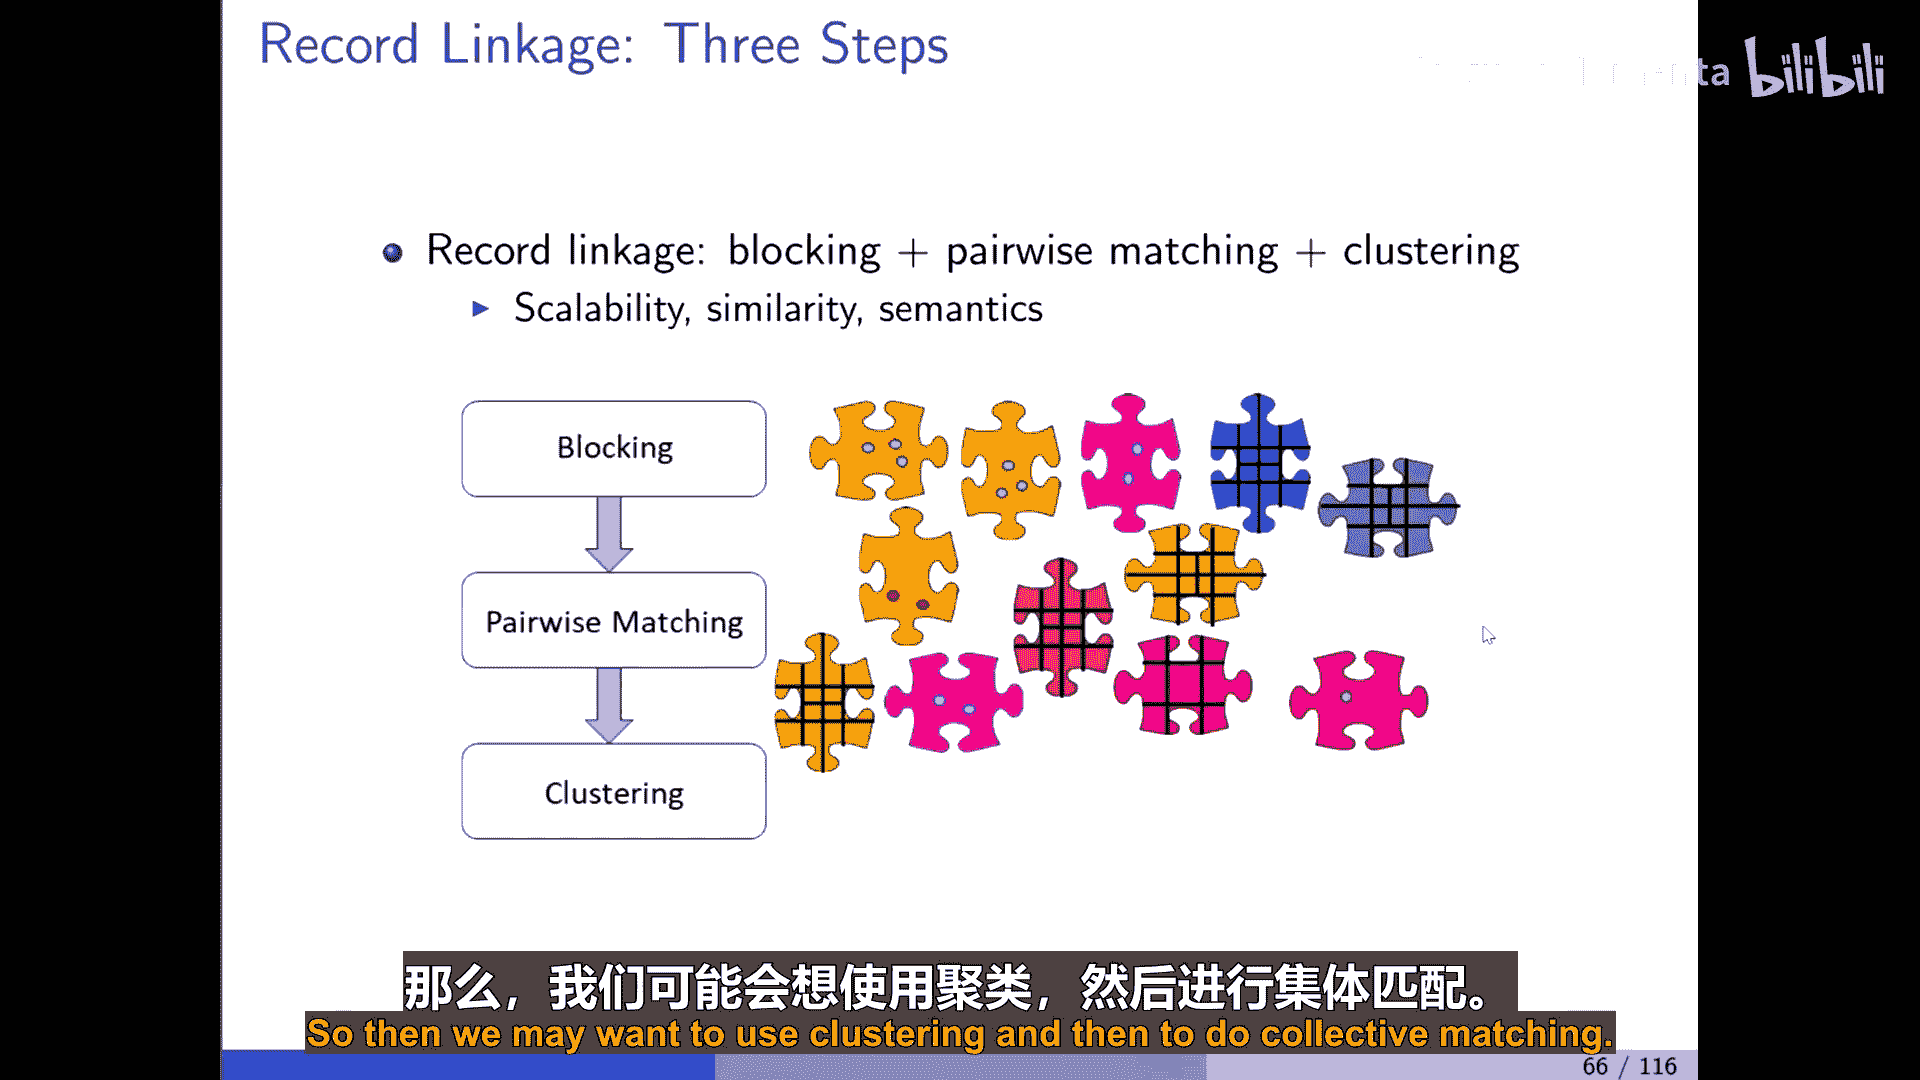 Record Linkage: Three Steps
bilibili
Record linkage: blocking + pairwise matching + clustering
Scalability, similarity, semantics
Blocking
Pairwise Matching
Clustering
那么，我们可能会想使用聚类，然后进行集体匹配。
So then we may want to use clustering and then to do collective matching.
66 / 116